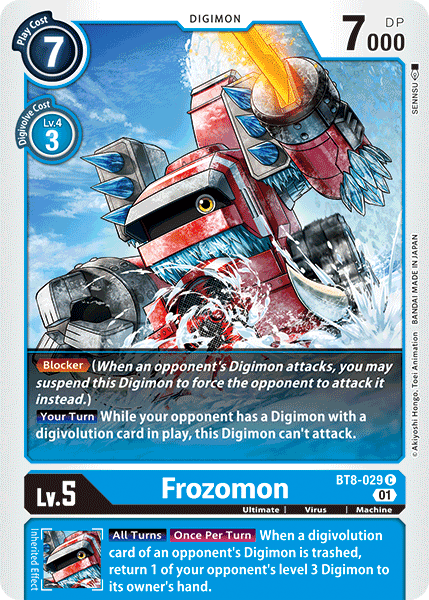 DIGIMON
Play Cost
7
7000 DP
Digivolve Cost
Lv.4
3
SENNSU
©Akiyoshi Hongo, Toei Animation BANDAI MADE IN JAPAN
Blocker (When an opponent's Digimon attacks, you may
suspend this Digimon to force the opponent to attack it
instead.)
Your Turn While your opponent has a Digimon with a
digivolution card in play, this Digimon can't attack.
BT8-029 C
Lv.5
Frozomon
01
Ultimate | Virus | Machine
Inherited Effect
All Turns Once Per Turn When a digivolution
card of an opponent's Digimon is trashed,
return 1 of your opponent's level 3 Digimon to
its owner's hand.